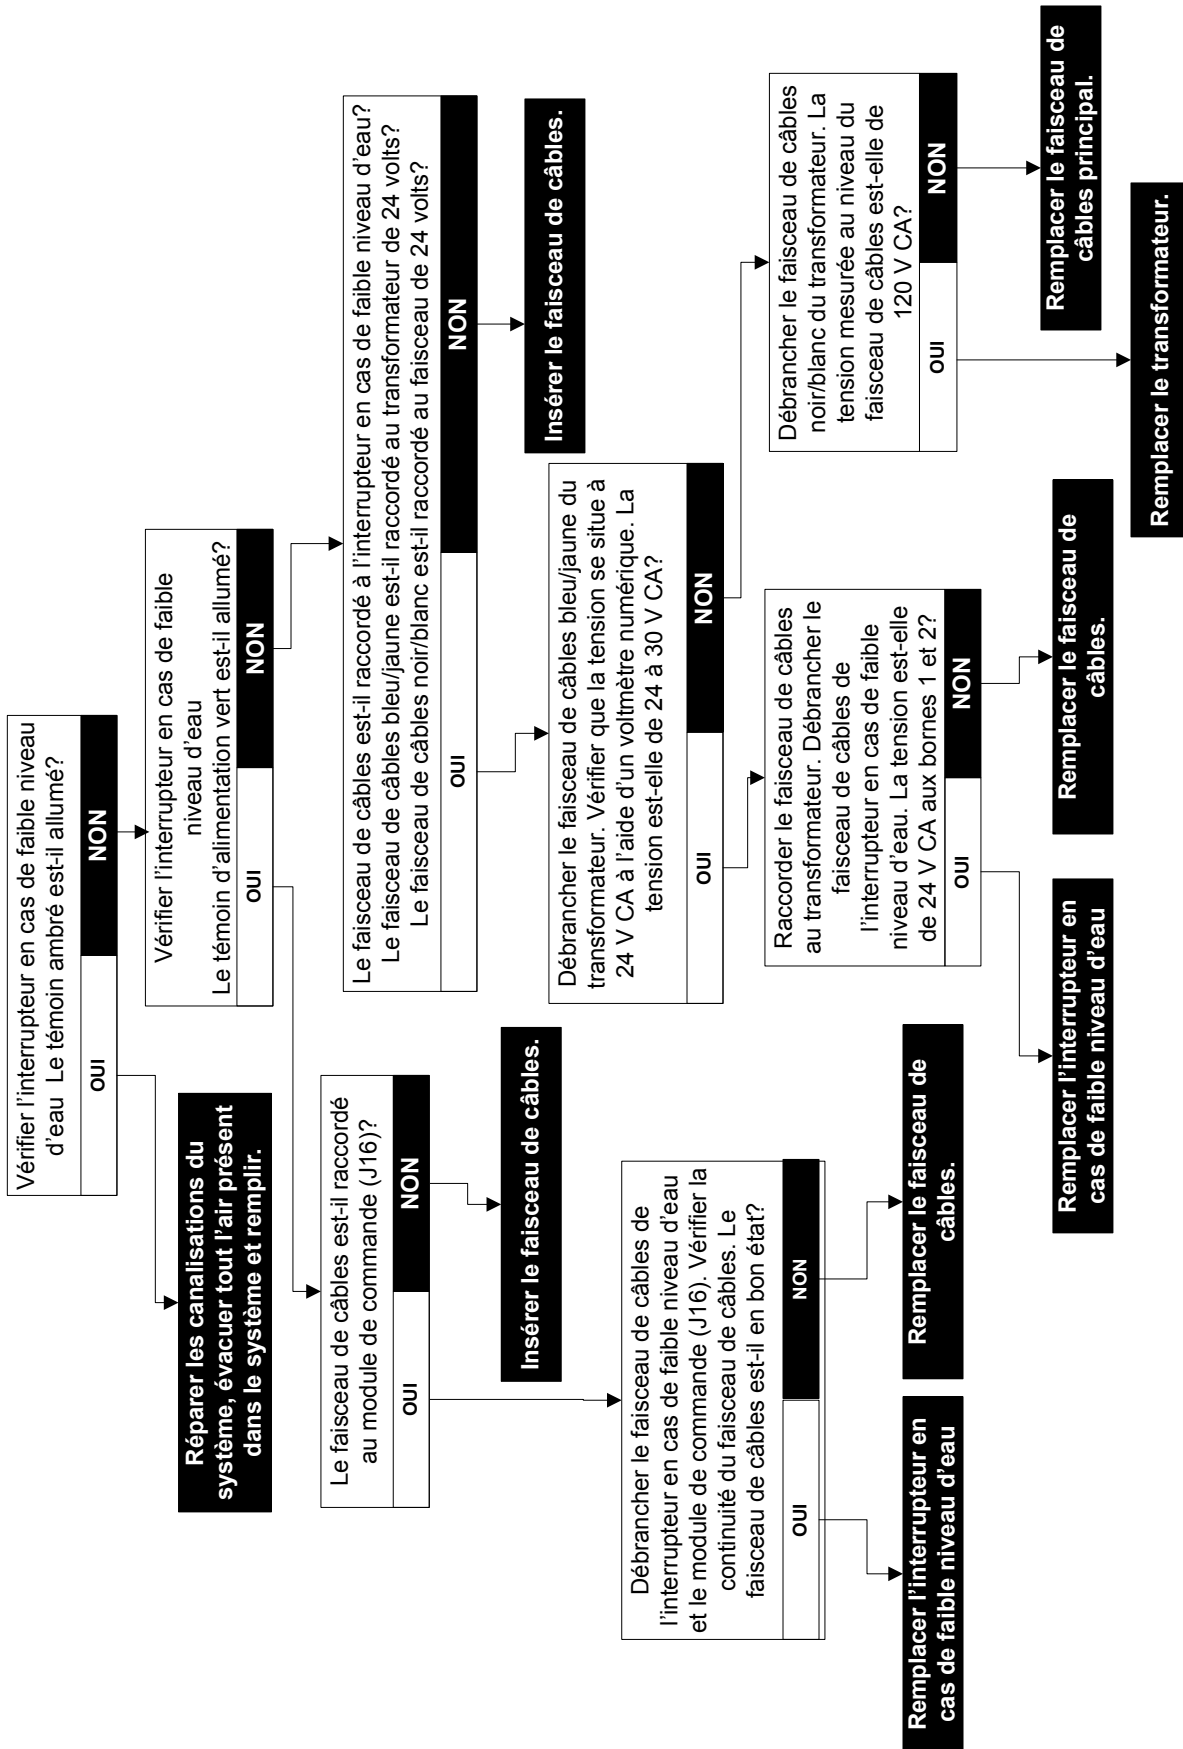 Vérifier l'interrupteur en cas de faible niveau
d'eau  Le témoin ambré est-il allumé?
OUI
NON
Réparer les canalisations du
système, évacuer tout l'air présent
dans le système et remplir.
Vérifier l'interrupteur en cas de faible
niveau d'eau
Le témoin d'alimentation vert est-il allumé?
OUI
NON
Le faisceau de câbles est-il raccordé
au module de commande (J16)?
OUI
NON
Le faisceau de câbles est-il raccordé à l'interrupteur en cas de faible niveau d'eau?
Le faisceau de câbles bleu/jaune est-il raccordé au transformateur de 24 volts?
Le faisceau de câbles noir/blanc est-il raccordé au faisceau de 24 volts?
OUI
NON
Insérer le faisceau de câbles.
Insérer le faisceau de câbles.
Débrancher le faisceau de câbles de
l'interrupteur en cas de faible niveau d'eau
et le module de commande (J16). Vérifier la
continuité du faisceau de câbles. Le
faisceau de câbles est-il en bon état?
OUI
NON
Débrancher le faisceau de câbles bleu/jaune du
transformateur. Vérifier que la tension se situe à
24 V CA à l'aide d'un voltmètre numérique. La
tension est-elle de 24 à 30 V CA?
OUI
NON
Raccorder le faisceau de câbles
au transformateur. Débrancher le
faisceau de câbles de
l'interrupteur en cas de faible
niveau d'eau. La tension est-elle
de 24 V CA aux bornes 1 et 2?
OUI
NON
Débrancher le faisceau de câbles
noir/blanc du transformateur. La
tension mesurée au niveau du
faisceau de câbles est-elle de
120 V CA?
OUI
NON
Remplacer l'interrupteur en
cas de faible niveau d'eau
Remplacer le faisceau de
câbles.
Remplacer l'interrupteur en
cas de faible niveau d'eau
Remplacer le faisceau de
câbles.
Remplacer le transformateur.
Remplacer le faisceau de
câbles principal.